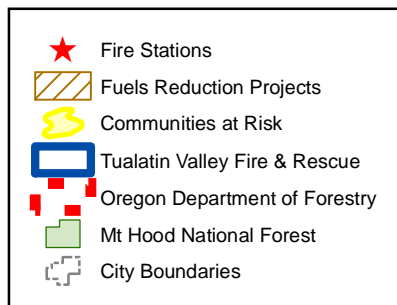 Fire Stations
Fuels Reduction Projects
Communities at Risk
Tualatin Valley Fire & Rescue
Oregon Department of Forestry
Mt Hood National Forest
City Boundaries